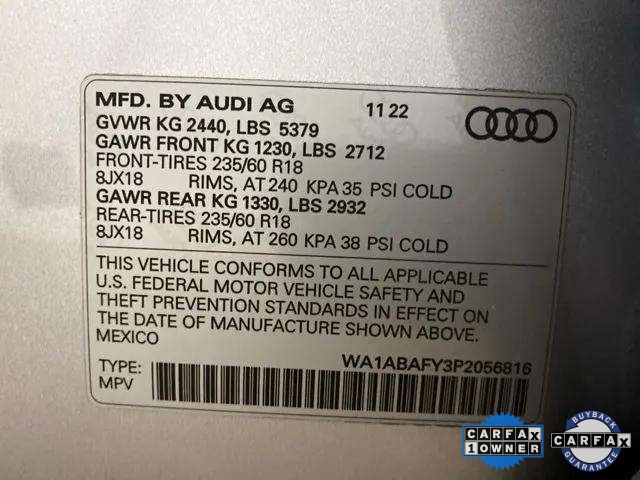 MFD. BY AUDI AG 11 22
GVWR KG 2440, LBS 5379
GAWR FRONT KG 1230, LBS 2712
FRONT-TIRES 235/60 R18
8JX18 RIMS, AT 240 KPA 35 PSI COLD
GAWR REAR KG 1330, LBS 2932
REAR-TIRES 235/60 R18
8JX18 RIMS, AT 260 KPA 38 PSI COLD
THIS VEHICLE CONFORMS TO ALL APPLICABLE
U.S. FEDERAL MOTOR VEHICLE SAFETY AND
THEFT PREVENTION STANDARDS IN EFFECT ON
THE DATE OF MANUFACTURE SHOWN ABOVE.
MEXICO
WA1ABAFY3P2056816
TYPE:
MPV
CARFAX
1 OWNER
BUYBACK
CARFAX
GUARANTEE